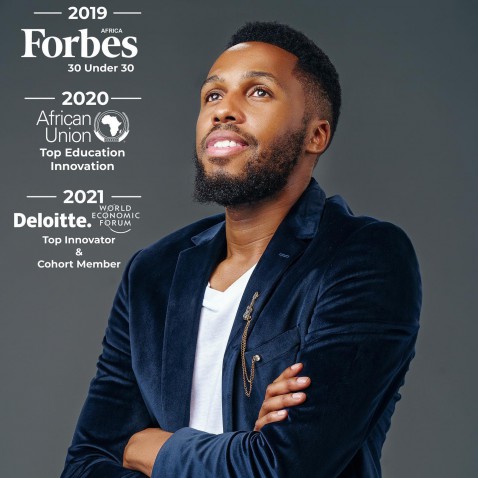 2019
Forbes
AFRICA
30 Under 30
2020
African
Union
Top Education
Innovation
2021
Deloitte.
WORLD
ECONOMIC
FORUM
Top Innovator
&
Cohort Member